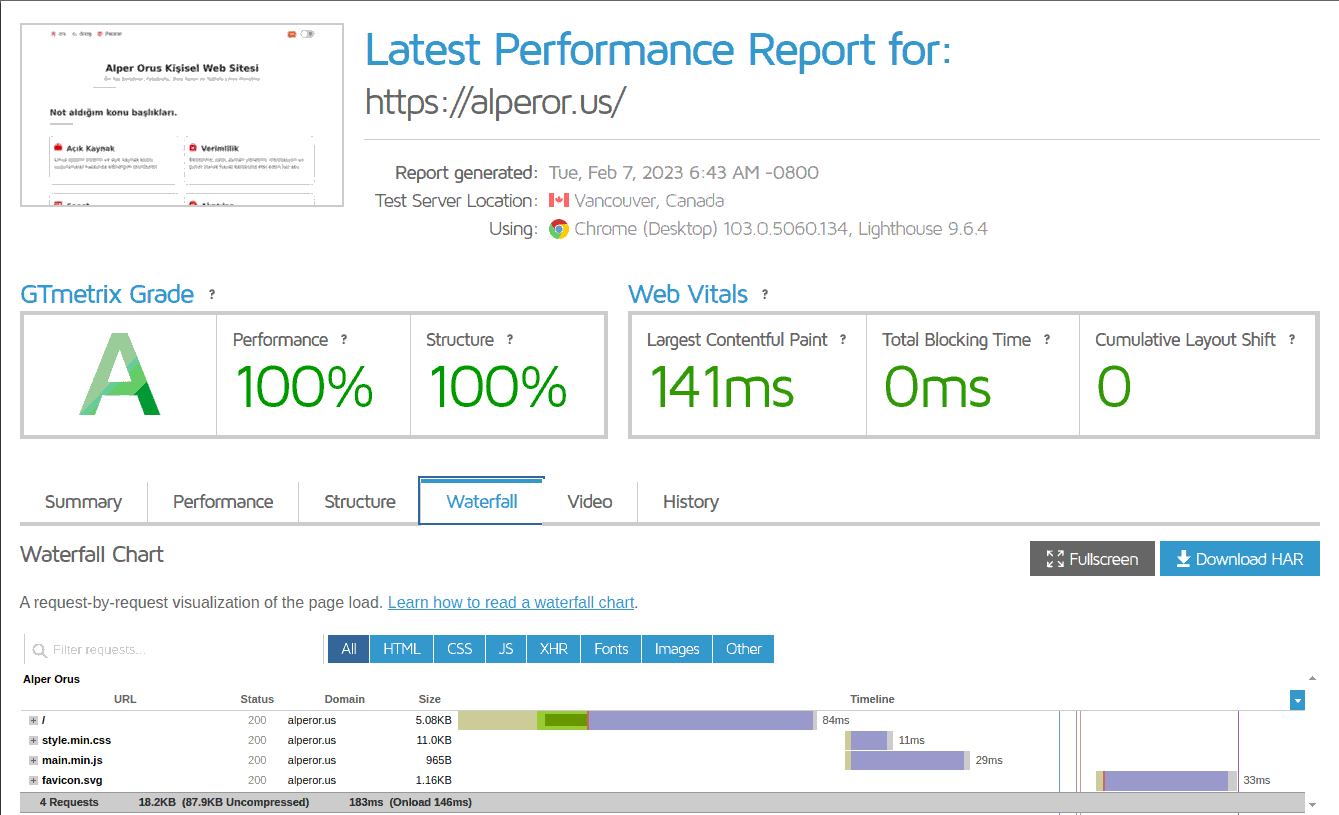 Alper Orus Kişisel Web Sitesi
Not aldığım konu başlıkları.
Açık Kaynak
Verimlilik
Latest Performance Report for:
https://alperor.us/
Report generated: Tue, Feb 7, 2023 6:43 AM -0800
Test Server Location: Vancouver, Canada
Using: Chrome (Desktop) 103.0.5060.134, Lighthouse 9.6.4
GTmetrix Grade ?
Web Vitals ?
A
Performance ?
100%
Structure ?
100%
Largest Contentful Paint ?
141ms
Total Blocking Time ?
0ms
Cumulative Layout Shift ?
0
Summary Performance Structure Waterfall Video History
Waterfall Chart
Fullscreen Download HAR
A request-by-request visualization of the page load. Learn how to read a waterfall chart.
Filter requests... All HTML CSS JS XHR Fonts Images Other
Alper Orus
URL Status Domain Size Timeline
/ 200 alperor.us 5.08KB 84ms
style.min.css 200 alperor.us 11.0KB 11ms
main.min.js 200 alperor.us 965B 29ms
favicon.svg 200 alperor.us 1.16KB 33ms
4 Requests 18.2KB (87.9KB Uncompressed) 183ms (Onload 146ms)